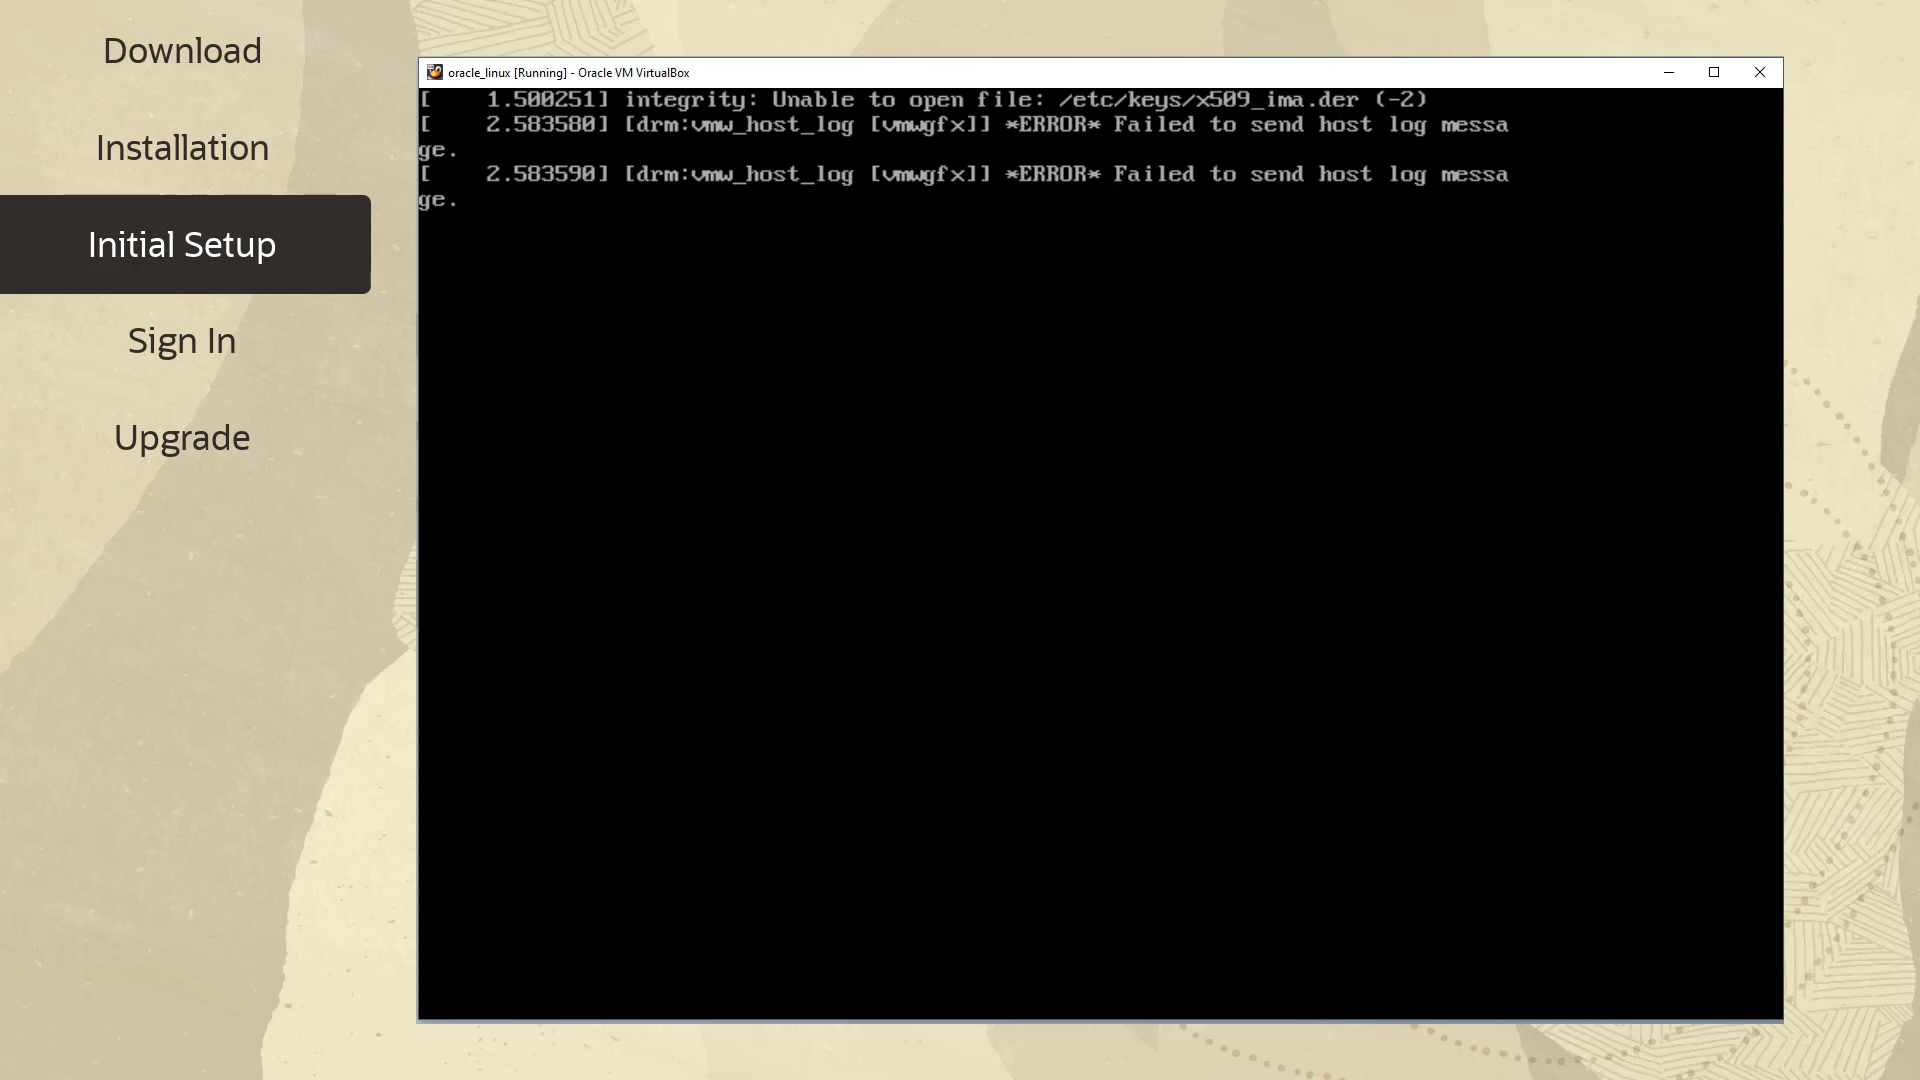 Download
Installation
Initial Setup
Sign In
Upgrade
oracle_linux [Running] - Oracle VM VirtualBox
[    1.500251] integrity: Unable to open file: /etc/keys/x509_ima.der (-2)
[    2.583580] [drm:vmw_host_log [vmwgfx]] *ERROR* Failed to send host log messa
ge.
[    2.583590] [drm:vmw_host_log [vmwgfx]] *ERROR* Failed to send host log messa
ge.